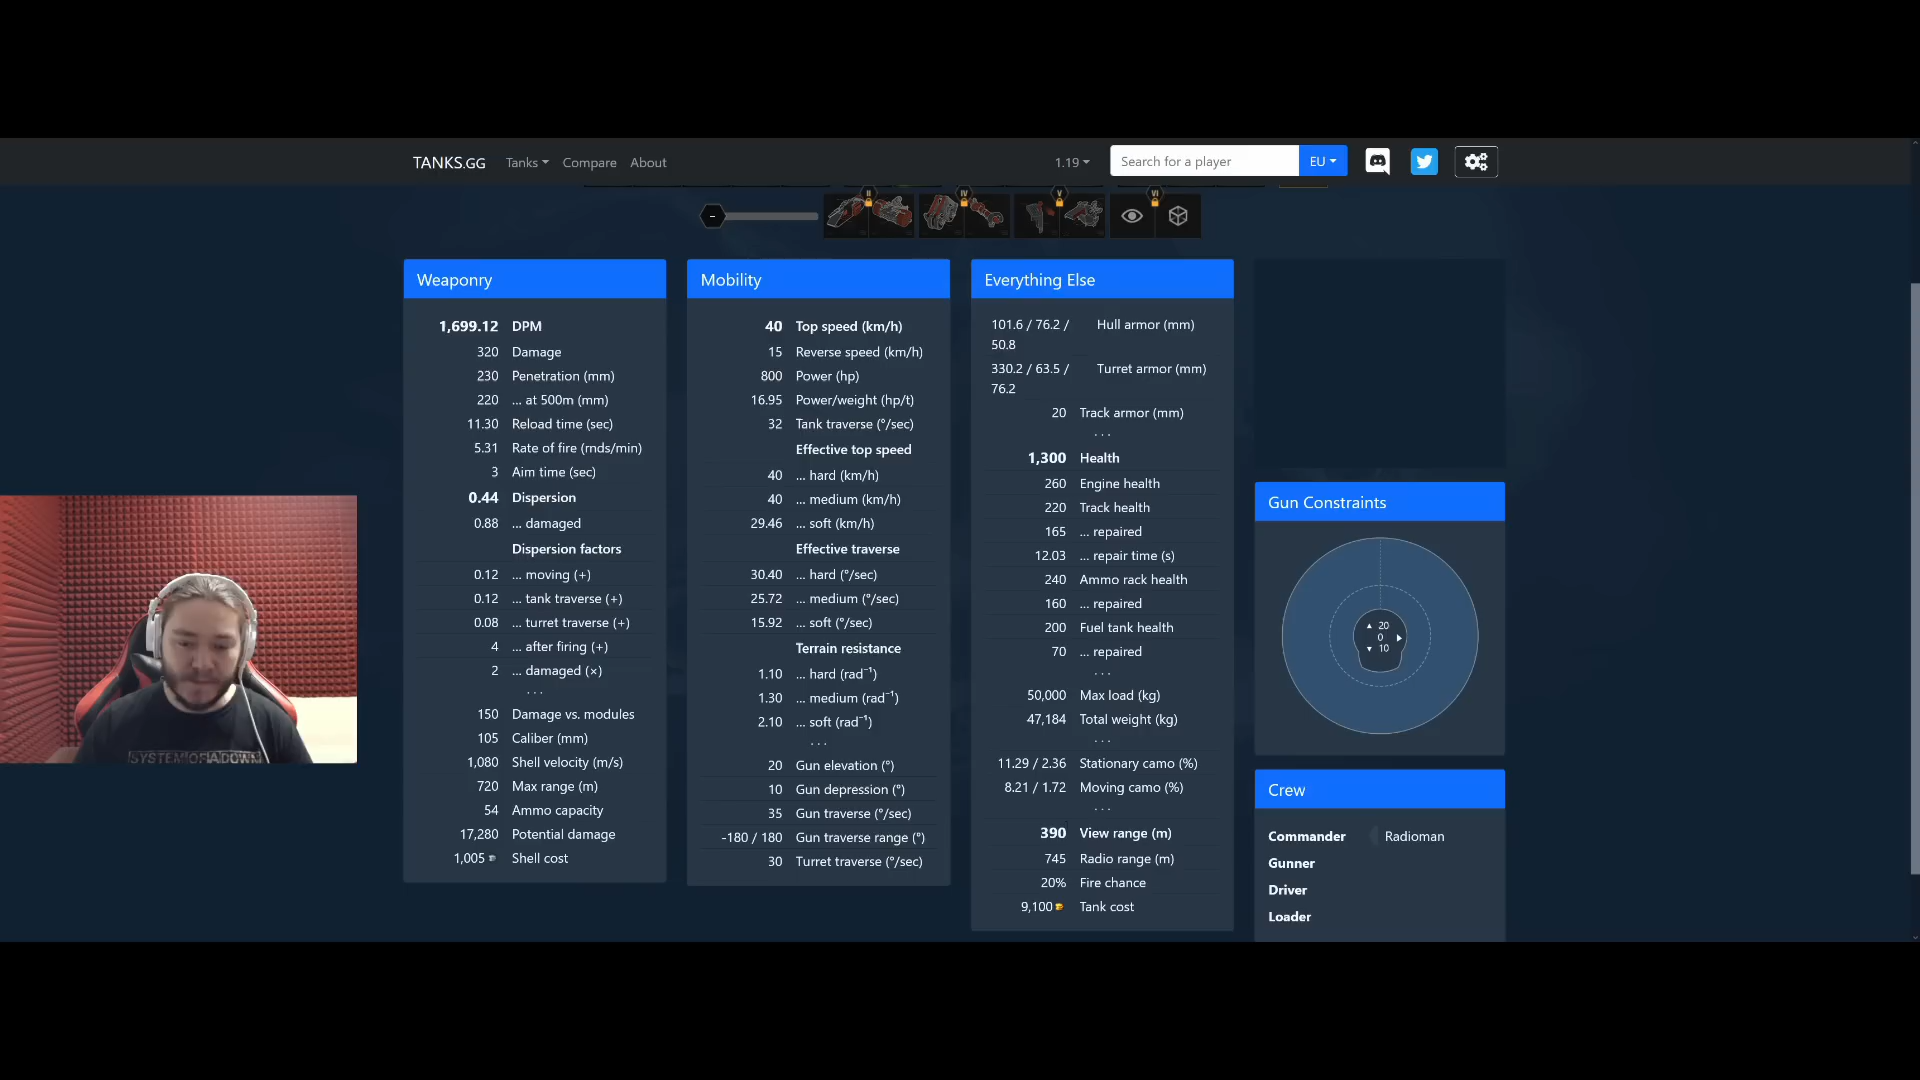 TANKS.GG Tanks Compare About 1.19 Search for a player EU
II IV V VI
-
Weaponry
1,699.12 DPM
320 Damage
230 Penetration (mm)
220 ... at 500m (mm)
11.30 Reload time (sec)
5.31 Rate of fire (rnds/min)
3 Aim time (sec)
0.44 Dispersion
0.88 ... damaged
Dispersion factors
0.12 ... moving (+)
0.12 ... tank traverse (+)
0.08 ... turret traverse (+)
4 ... after firing (+)
2 ... damaged (×)
...
150 Damage vs. modules
105 Caliber (mm)
1,080 Shell velocity (m/s)
720 Max range (m)
54 Ammo capacity
17,280 Potential damage
1,005 Shell cost
Mobility
40 Top speed (km/h)
15 Reverse speed (km/h)
800 Power (hp)
16.95 Power/weight (hp/t)
32 Tank traverse (°/sec)
Effective top speed
40 ... hard (km/h)
40 ... medium (km/h)
29.46 ... soft (km/h)
Effective traverse
30.40 ... hard (°/sec)
25.72 ... medium (°/sec)
15.92 ... soft (°/sec)
Terrain resistance
1.10 ... hard (rad⁻¹)
1.30 ... medium (rad⁻¹)
2.10 ... soft (rad⁻¹)
...
20 Gun elevation (°)
10 Gun depression (°)
35 Gun traverse (°/sec)
-180 / 180 Gun traverse range (°)
30 Turret traverse (°/sec)
Everything Else
101.6 / 76.2 / Hull armor (mm)
50.8
330.2 / 63.5 / Turret armor (mm)
76.2
20 Track armor (mm)
...
1,300 Health
260 Engine health
220 Track health
165 ... repaired
12.03 ... repair time (s)
240 Ammo rack health
160 ... repaired
200 Fuel tank health
70 ... repaired
...
50,000 Max load (kg)
47,184 Total weight (kg)
...
11.29 / 2.36 Stationary camo (%)
8.21 / 1.72 Moving camo (%)
...
390 View range (m)
745 Radio range (m)
20% Fire chance
9,100 Tank cost
Gun Constraints
20
0
10
Crew
Commander Radioman
Gunner
Driver
Loader
SYSTEM OF A DOWN